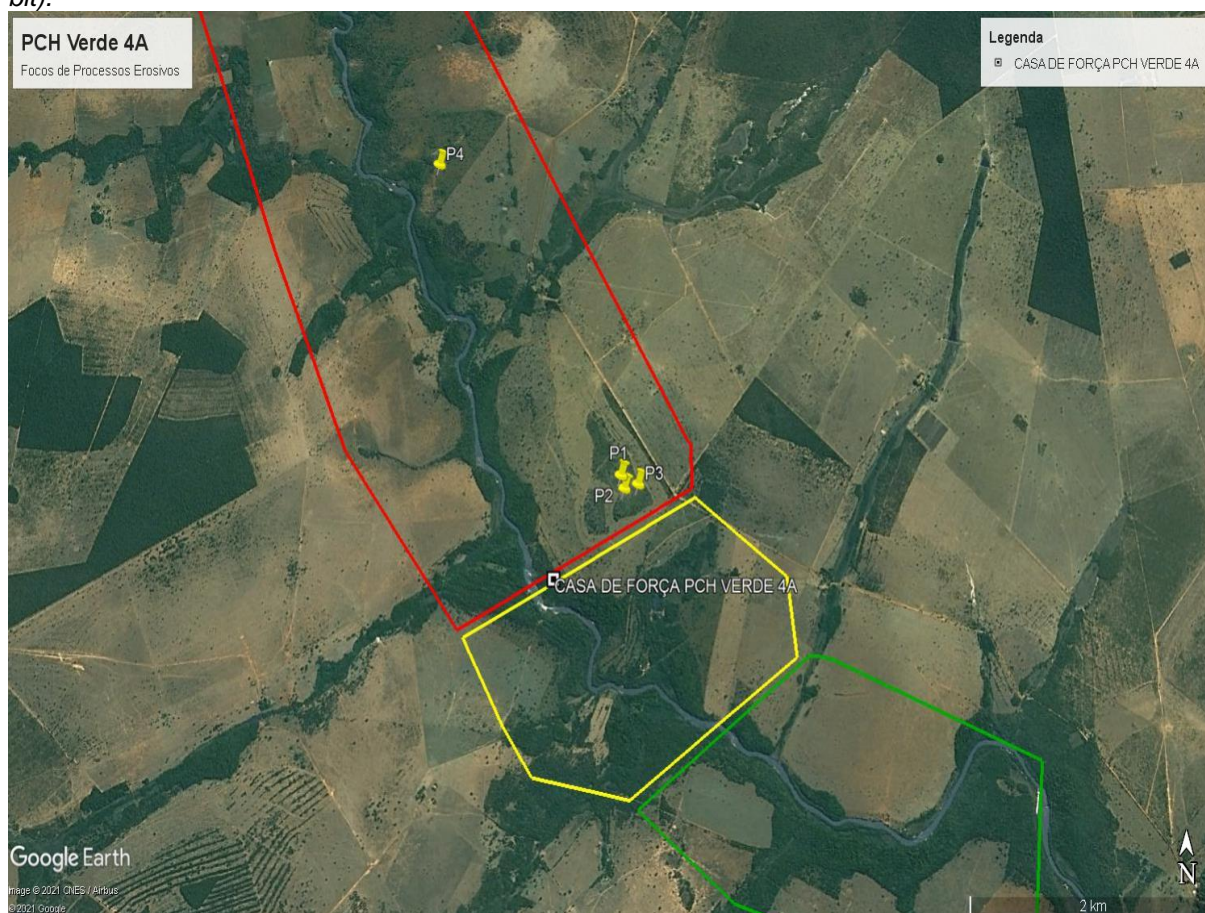 bit).
PCH Verde 4A
Focos de Processos Erosivos
Legenda
CASA DE FORÇA PCH VERDE 4A
P4
P1
P3
P2
CASA DE FORÇA PCH VERDE 4A
Google Earth
Image © 2021 CNES / Airbus
© 2021 Google
N
2 km